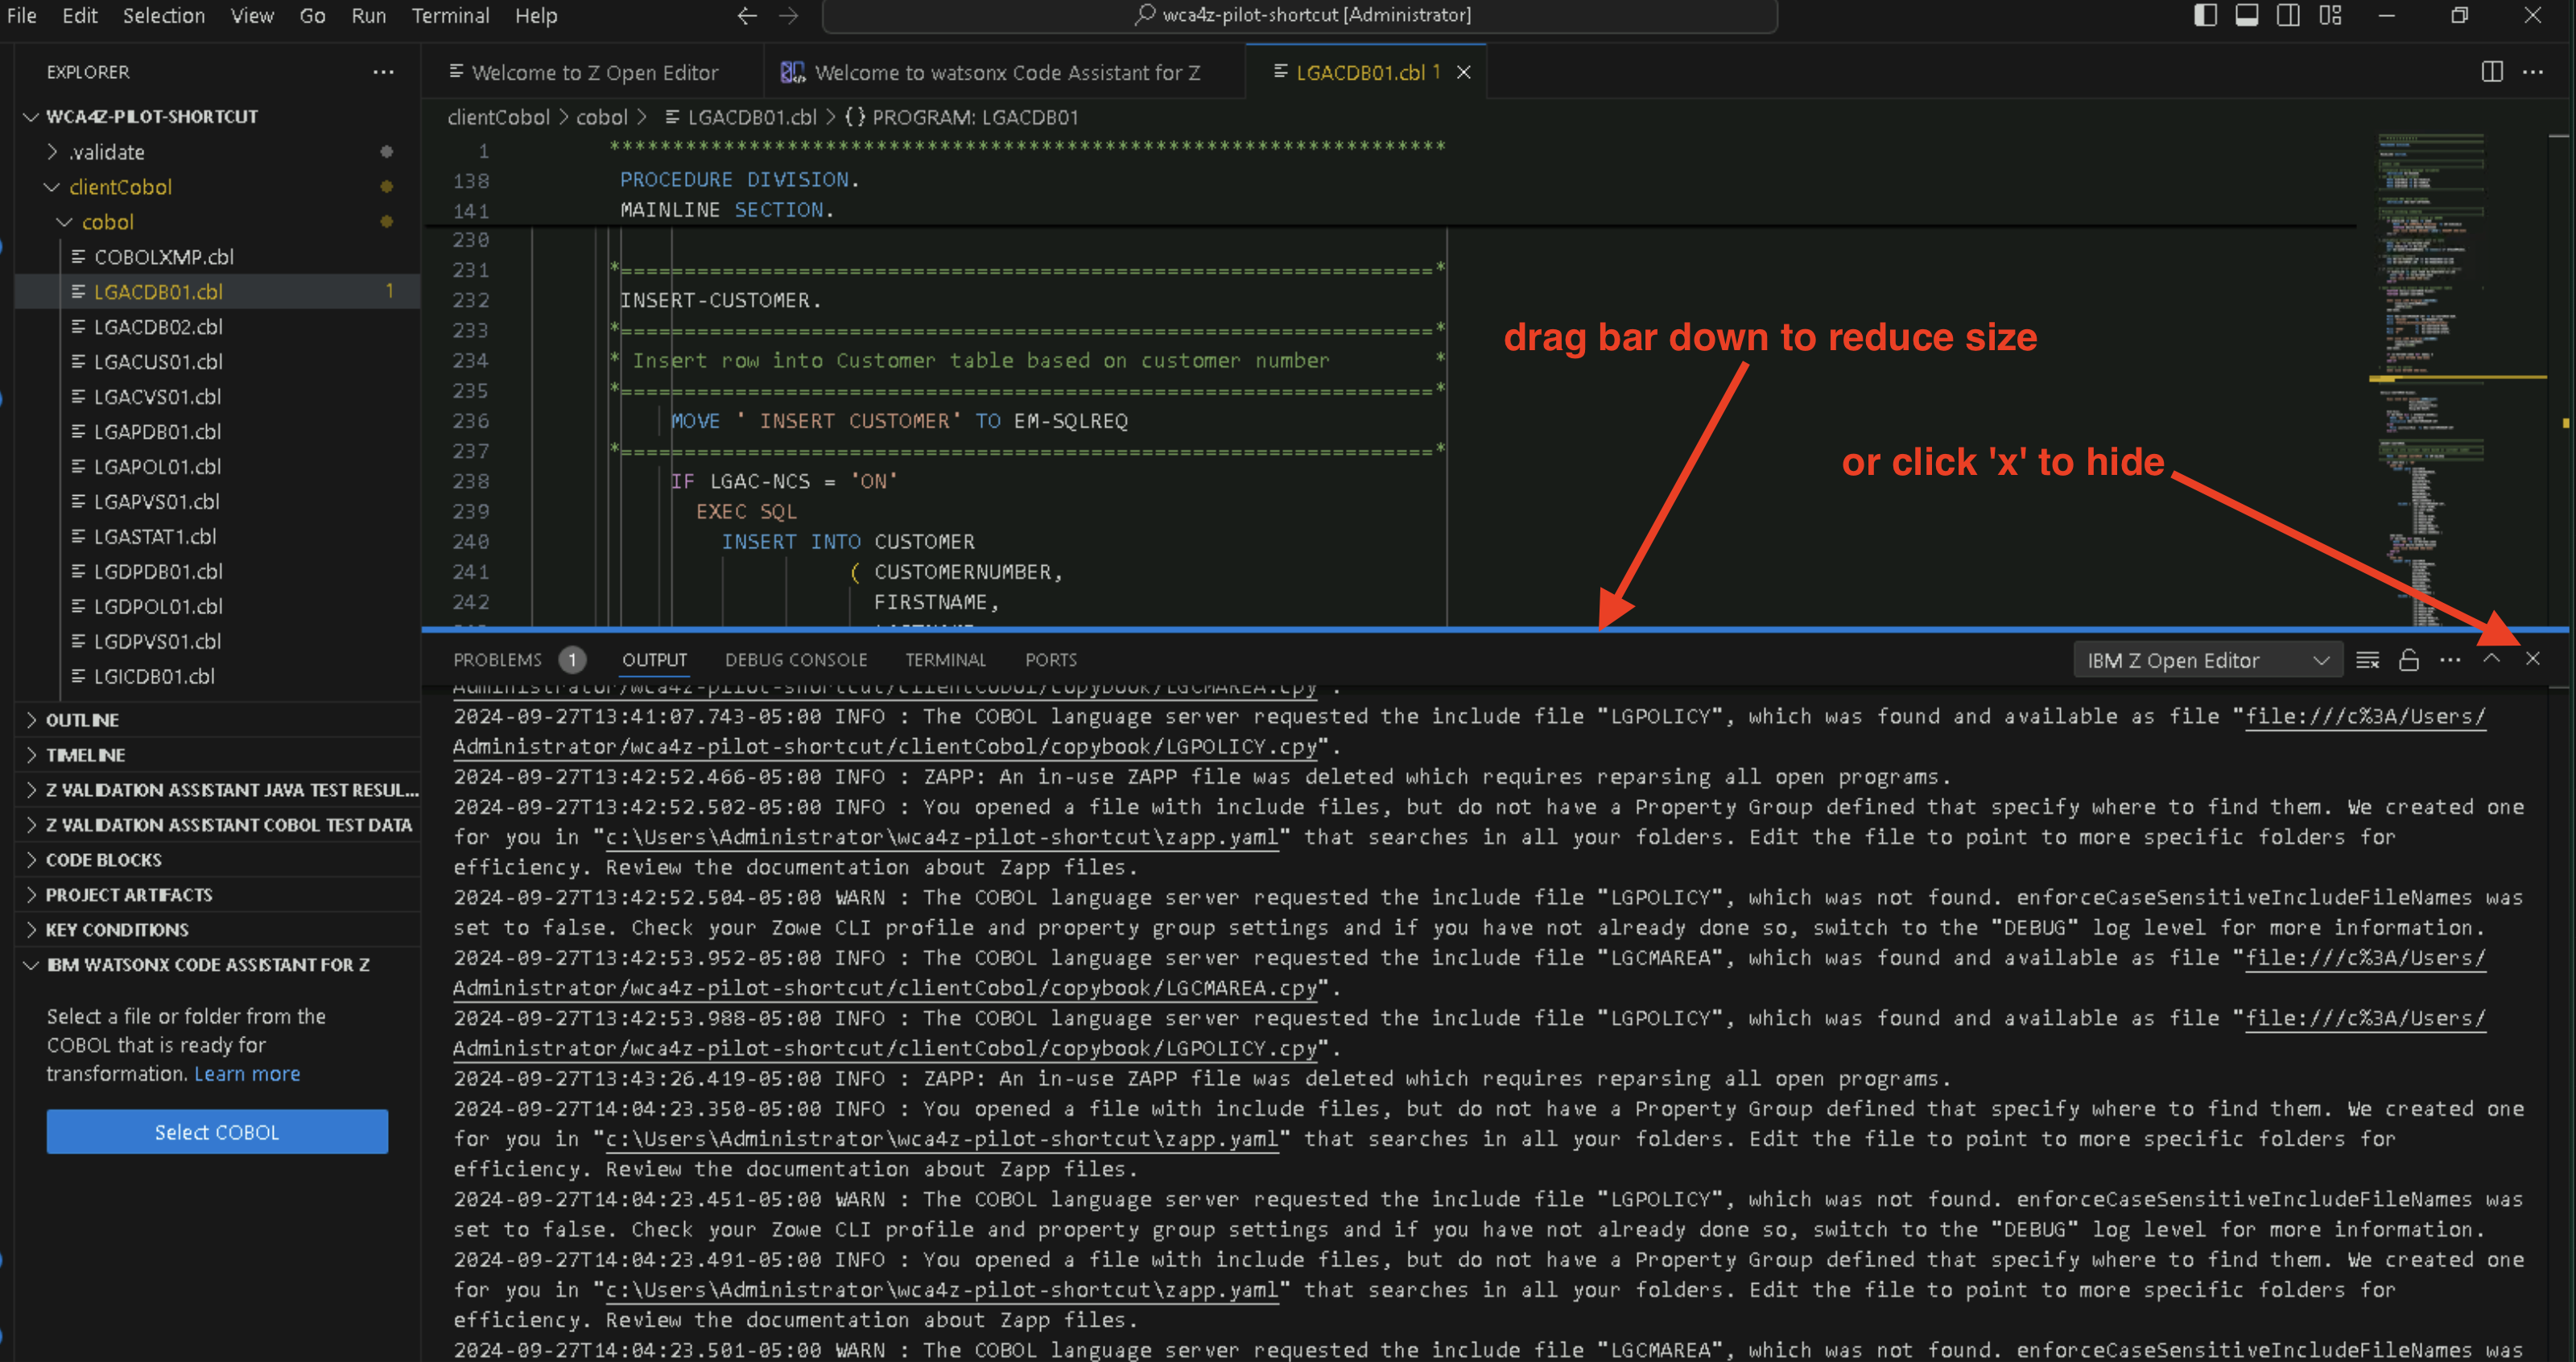 File Edit Selection View Go Run Terminal Help
wca4z-pilot-shortcut [Administrator]
EXPLORER
WCA4Z-PILOT-SHORTCUT
.validate
clientCobol
cobol
COBOLXMP.cbl
LGACDB01.cbl 1
LGACDB02.cbl
LGACUS01.cbl
LGACVS01.cbl
LGAPDB01.cbl
LGAPOL01.cbl
LGAPVS01.cbl
LGASTAT1.cbl
LGDPDB01.cbl
LGDPOL01.cbl
LGDPVS01.cbl
LGICDB01.cbl
OUTLINE
TIMELINE
Z VALIDATION ASSISTANT JAVA TEST RESUL...
Z VALIDATION ASSISTANT COBOL TEST DATA
CODE BLOCKS
PROJECT ARTIFACTS
KEY CONDITIONS
IBM WATSONX CODE ASSISTANT FOR Z
Select a file or folder from the
COBOL that is ready for
transformation. Learn more
Select COBOL
Welcome to Z Open Editor
Welcome to watsonx Code Assistant for Z
LGACDB01.cbl 1
clientCobol > cobol > LGACDB01.cbl > {} PROGRAM: LGACDB01
1 ******************************************************************
138 PROCEDURE DIVISION.
141 MAINLINE SECTION.
230
231 *================================================================*
232 INSERT-CUSTOMER.
233 *================================================================*
234 * Insert row into Customer table based on customer number *
235 *================================================================*
236 MOVE ' INSERT CUSTOMER' TO EM-SQLREQ
237 *================================================================*
238 IF LGAC-NCS = 'ON'
239 EXEC SQL
240 INSERT INTO CUSTOMER
241 ( CUSTOMERNUMBER,
242 FIRSTNAME,
drag bar down to reduce size
or click 'x' to hide
PROBLEMS 1 OUTPUT DEBUG CONSOLE TERMINAL PORTS
IBM Z Open Editor
Administrator/wca4z-pilot-shortcut/clientCobol/copybook/LGCMAREA.cpy".
2024-09-27T13:41:07.743-05:00 INFO : The COBOL language server requested the include file "LGPOLICY", which was found and available as file "file:///c%3A/Users/
Administrator/wca4z-pilot-shortcut/clientCobol/copybook/LGPOLICY.cpy".
2024-09-27T13:42:52.466-05:00 INFO : ZAPP: An in-use ZAPP file was deleted which requires reparsing all open programs.
2024-09-27T13:42:52.502-05:00 INFO : You opened a file with include files, but do not have a Property Group defined that specify where to find them. We created one
for you in "c:\Users\Administrator\wca4z-pilot-shortcut\zapp.yaml" that searches in all your folders. Edit the file to point to more specific folders for
efficiency. Review the documentation about Zapp files.
2024-09-27T13:42:52.504-05:00 WARN : The COBOL language server requested the include file "LGPOLICY", which was not found. enforceCaseSensitiveIncludeFileNames was
set to false. Check your Zowe CLI profile and property group settings and if you have not already done so, switch to the "DEBUG" log level for more information.
2024-09-27T13:42:53.952-05:00 INFO : The COBOL language server requested the include file "LGCMAREA", which was found and available as file "file:///c%3A/Users/
Administrator/wca4z-pilot-shortcut/clientCobol/copybook/LGCMAREA.cpy".
2024-09-27T13:42:53.988-05:00 INFO : The COBOL language server requested the include file "LGPOLICY", which was found and available as file "file:///c%3A/Users/
Administrator/wca4z-pilot-shortcut/clientCobol/copybook/LGPOLICY.cpy".
2024-09-27T13:43:26.419-05:00 INFO : ZAPP: An in-use ZAPP file was deleted which requires reparsing all open programs.
2024-09-27T14:04:23.350-05:00 INFO : You opened a file with include files, but do not have a Property Group defined that specify where to find them. We created one
for you in "c:\Users\Administrator\wca4z-pilot-shortcut\zapp.yaml" that searches in all your folders. Edit the file to point to more specific folders for
efficiency. Review the documentation about Zapp files.
2024-09-27T14:04:23.451-05:00 WARN : The COBOL language server requested the include file "LGPOLICY", which was not found. enforceCaseSensitiveIncludeFileNames was
set to false. Check your Zowe CLI profile and property group settings and if you have not already done so, switch to the "DEBUG" log level for more information.
2024-09-27T14:04:23.491-05:00 INFO : You opened a file with include files, but do not have a Property Group defined that specify where to find them. We created one
for you in "c:\Users\Administrator\wca4z-pilot-shortcut\zapp.yaml" that searches in all your folders. Edit the file to point to more specific folders for
efficiency. Review the documentation about Zapp files.
2024-09-27T14:04:23.501-05:00 WARN : The COBOL language server requested the include file "LGCMAREA", which was not found. enforceCaseSensitiveIncludeFileNames was